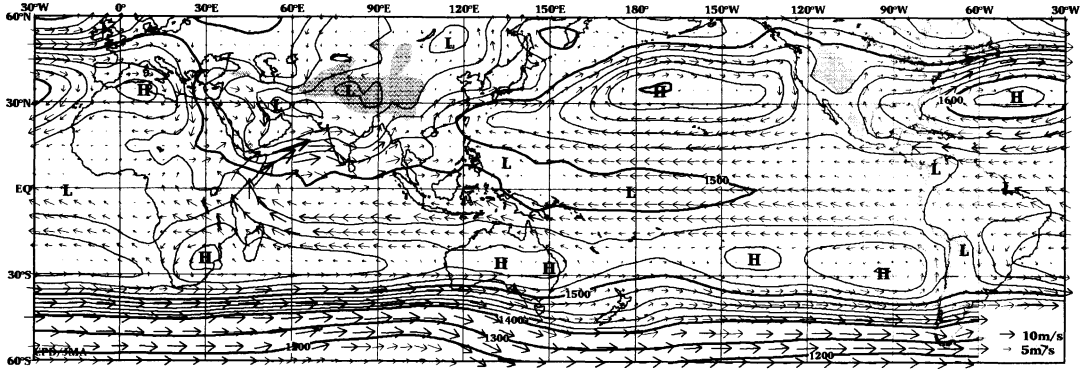 60°N
30°W 0° 30°E 60°E 90°E 120°E 150°E 180° 150°W 120°W 90°W 60°W 30°W
L
H L L H 1600 H
30°N
L L
EQ L L 1500 L
H H H H H L
30°S
1500
1400
1300 10m/s
1200 1200 5m/s
60°S